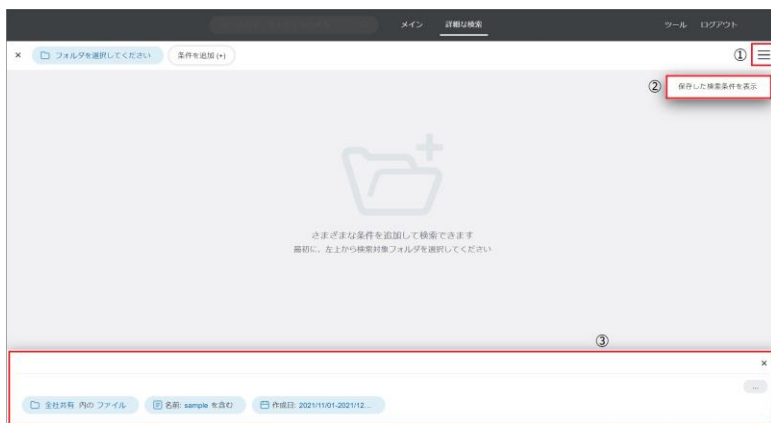 メイン 詳細な検索 ツール ログアウト
× フォルダを選択してください 条件を追加 (+) ①
② 保存した検索条件を表示
さまざまな条件を追加して検索できます
最初に、左上から検索対象フォルダを選択してください
③
×
...
全社共有 内の ファイル 名前: sample を含む 作成日: 2021/11/01-2021/12...